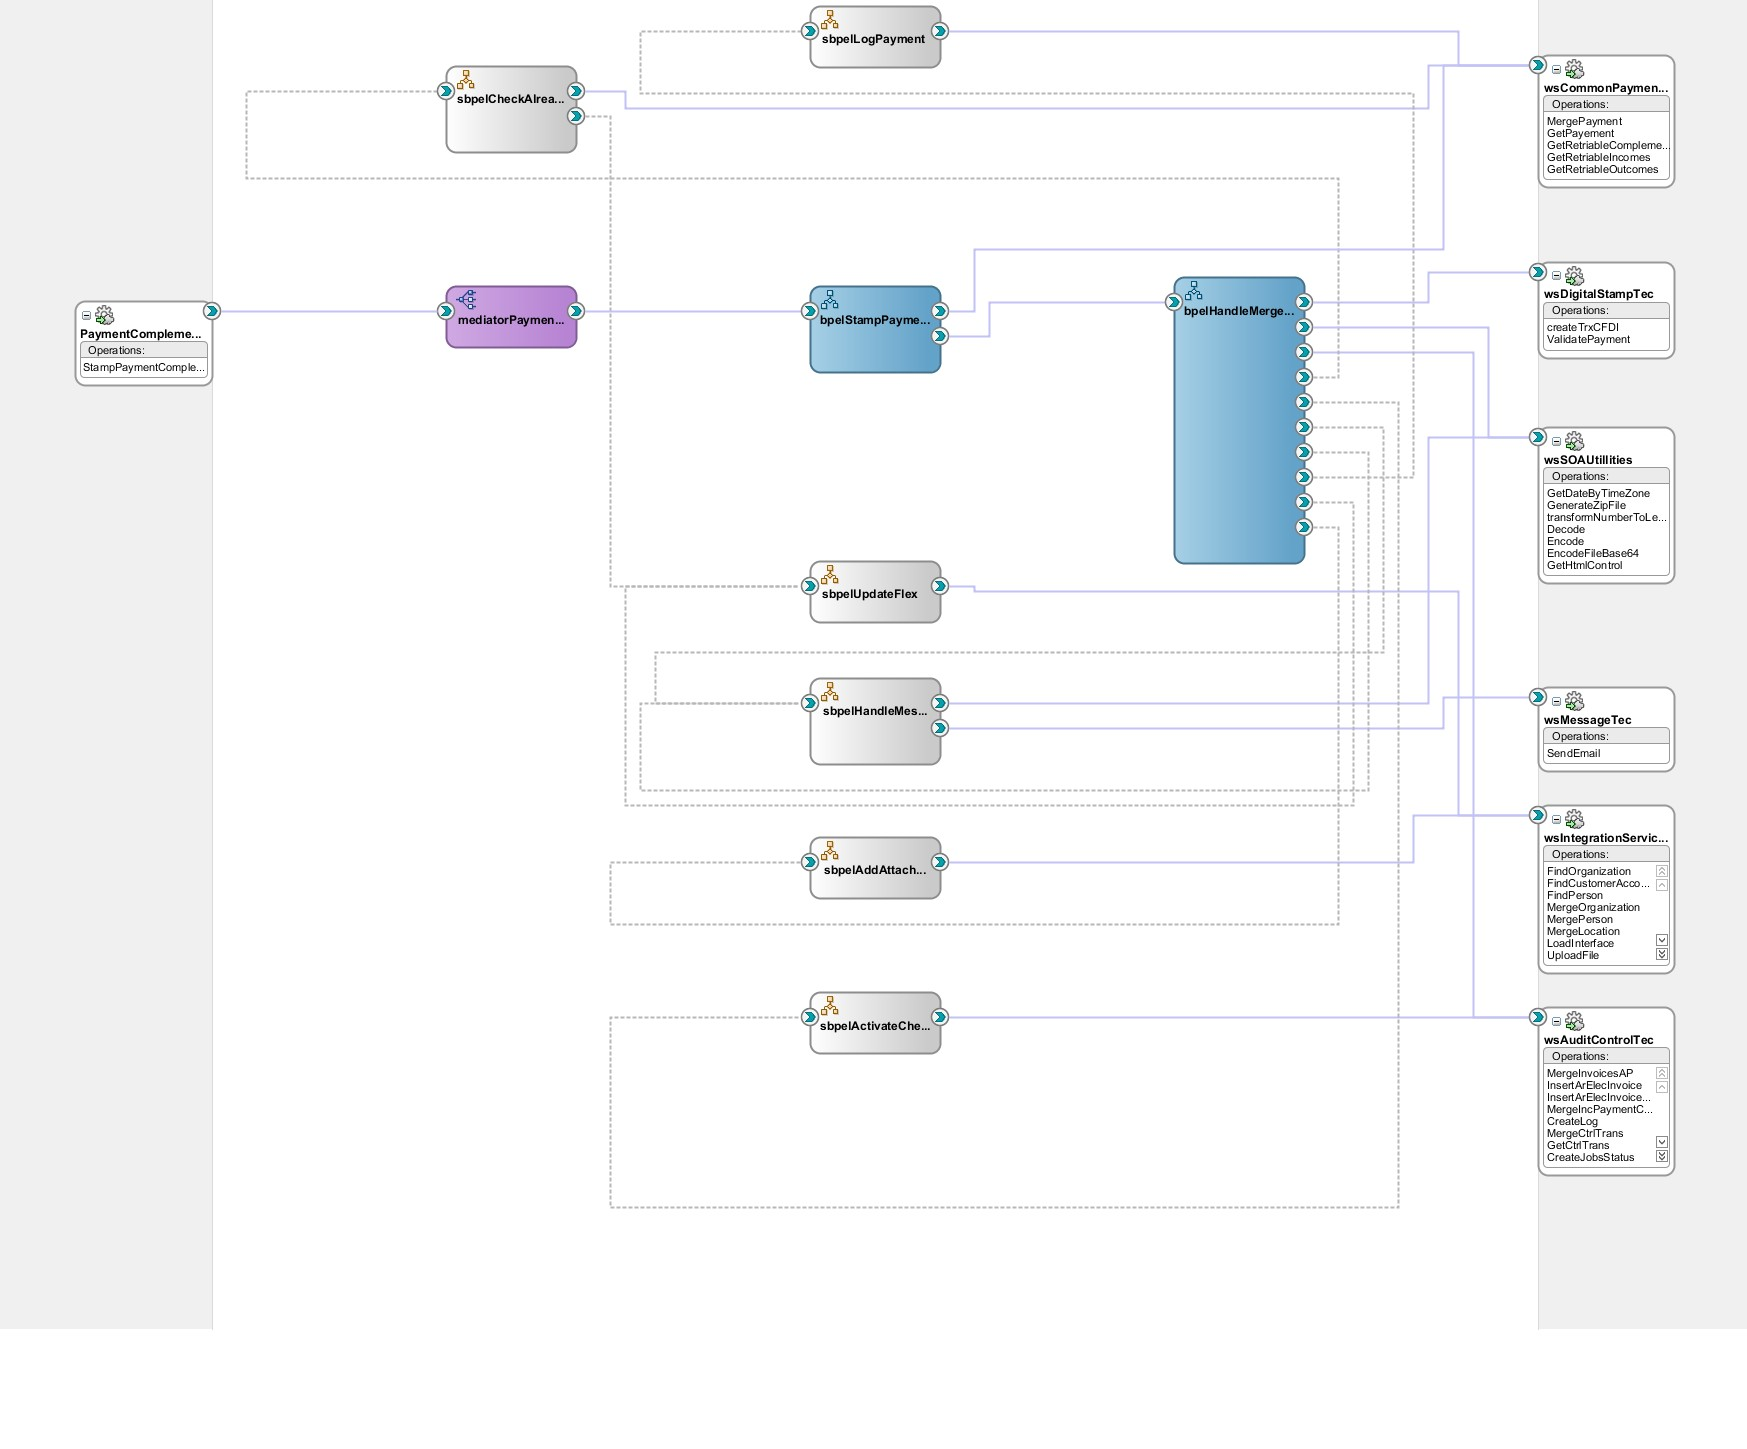 sbpelLogPayment
sbpelCheckAlrea...
wsCommonPaymen...
Operations:
MergePayment
GetPayement
GetRetriableCompleme...
GetRetriableIncomes
GetRetriableOutcomes
PaymentCompleme...
Operations:
StampPaymentComple...
mediatorPaymen...
bpelStampPayme...
bpelHandleMerge...
wsDigitalStampTec
Operations:
createTrxCFDI
ValidatePayment
wsSOAUtillities
Operations:
GetDateByTimeZone
GenerateZipFile
transformNumberToLe...
Decode
Encode
EncodeFileBase64
GetHtmlControl
sbpelUpdateFlex
sbpelHandleMes...
wsMessageTec
Operations:
SendEmail
sbpelAddAttach...
wsIntegrationServic...
Operations:
FindOrganization
FindCustomerAcco...
FindPerson
MergeOrganization
MergePerson
MergeLocation
LoadInterface
UploadFile
sbpelActivateChe...
wsAuditControlTec
Operations:
MergeInvoicesAP
InsertArElecInvoice
InsertArElecInvoice...
MergeIncPaymentC...
CreateLog
MergeCtrlTrans
GetCtrlTrans
CreateJobsStatus